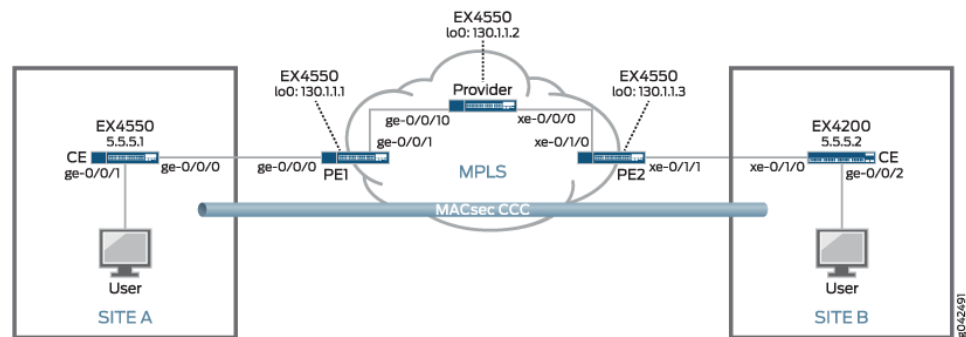 EX4550
lo0: 130.1.1.2
EX4550
lo0: 130.1.1.1
EX4550
lo0: 130.1.1.3
Provider
ge-0/0/10
xe-0/0/0
EX4550
5.5.5.1
EX4200
5.5.5.2
CE
ge-0/0/0
ge-0/0/1
ge-0/0/0
PE1
ge-0/0/1
MPLS
xe-0/1/0
PE2
xe-0/1/1
xe-0/1/0
CE
ge-0/0/2
MACsec CCC
User
User
SITE A
SITE B
g042491